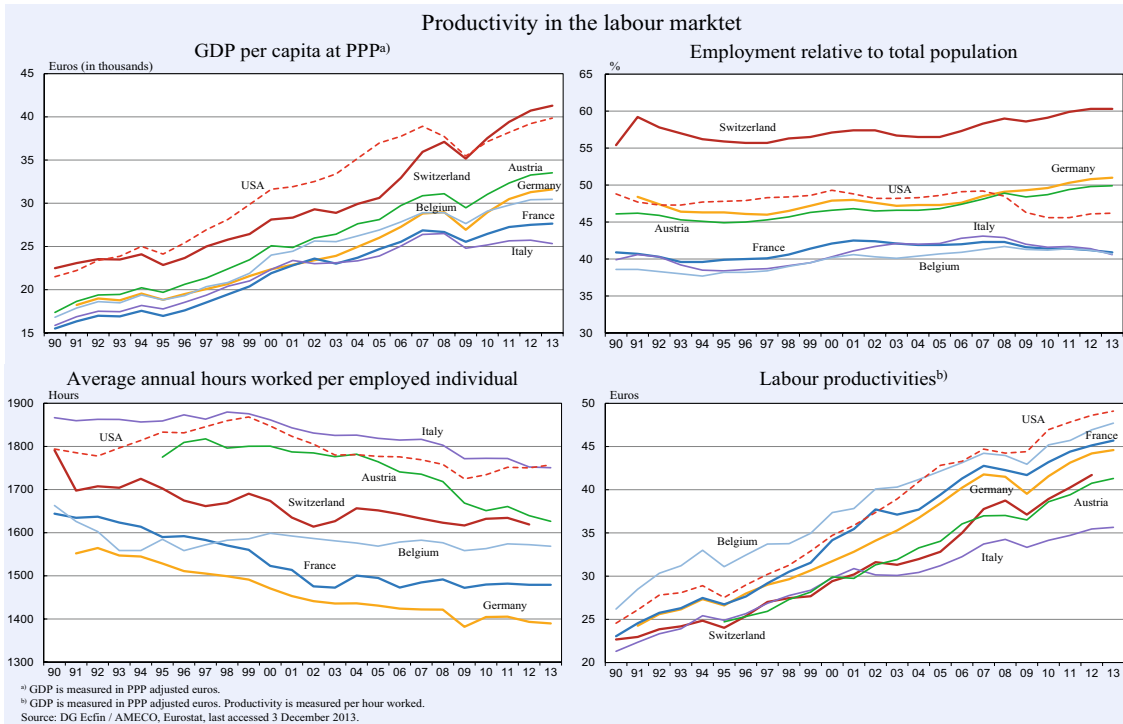 Productivity in the labour marktet
GDP per capita at PPPa)
Euros (in thousands)
45
40
35
30
25
20
15
USA
Switzerland
Austria
Germany
Belgium
France
Italy
90 91 92 93 94 95 96 97 98 99 00 01 02 03 04 05 06 07 08 09 10 11 12 13
Employment relative to total population
%
65
60
55
50
45
40
35
30
Switzerland
Germany
USA
Austria
Italy
France
Belgium
90 91 92 93 94 95 96 97 98 99 00 01 02 03 04 05 06 07 08 09 10 11 12 13
Average annual hours worked per employed individual
Hours
1900
1800
1700
1600
1500
1400
1300
USA
Italy
Austria
Switzerland
Belgium
France
Germany
90 91 92 93 94 95 96 97 98 99 00 01 02 03 04 05 06 07 08 09 10 11 12 13
Labour productivitiesb)
Euros
50
45
40
35
30
25
20
USA
France
Germany
Austria
Belgium
Italy
Switzerland
90 91 92 93 94 95 96 97 98 99 00 01 02 03 04 05 06 07 08 09 10 11 12 13
a) GDP is measured in PPP adjusted euros.
b) GDP is measured in PPP adjusted euros. Productivity is measured per hour worked.
Source: DG Ecfin / AMECO, Eurostat, last accessed 3 December 2013.